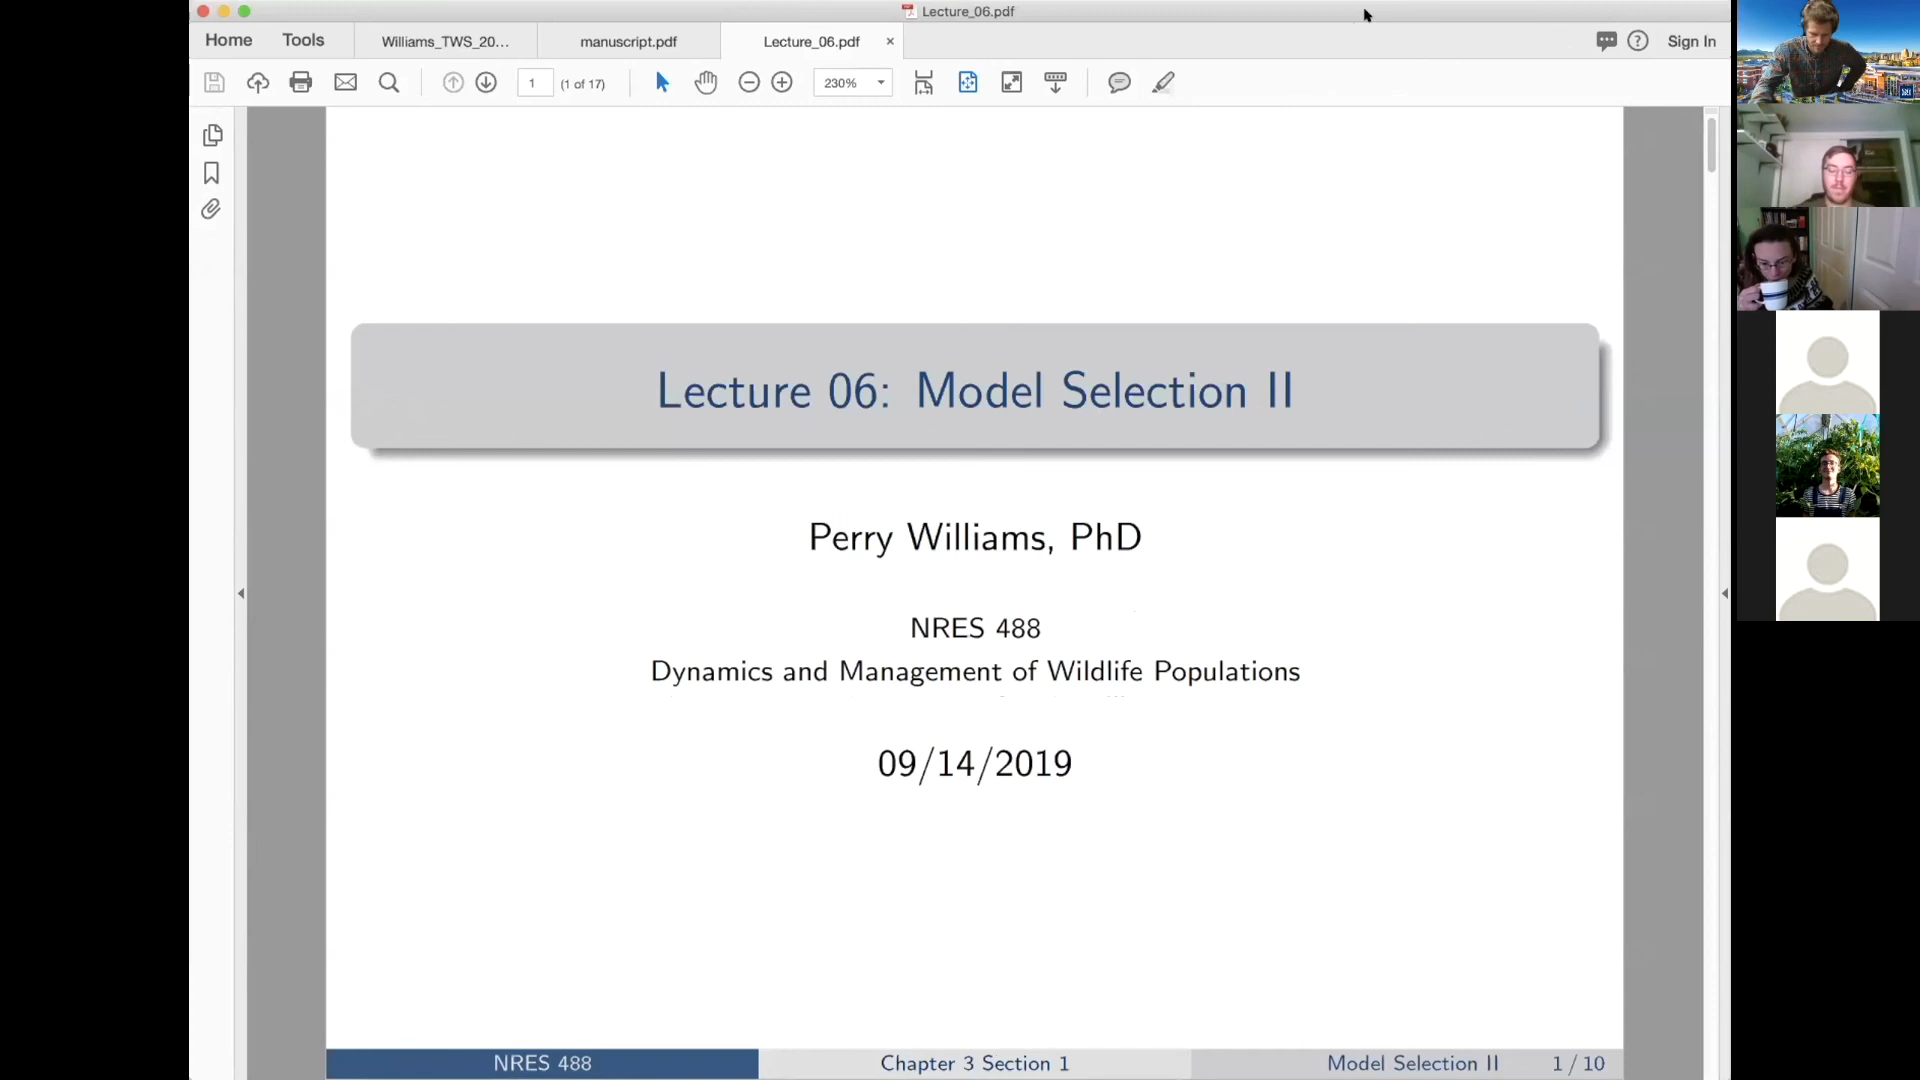 Lecture_06.pdf
Home Tools Williams_TWS_20... manuscript.pdf Lecture_06.pdf × Sign In
1 (1 of 17) 230%
Lecture 06: Model Selection II
Perry Williams, PhD
NRES 488
Dynamics and Management of Wildlife Populations
09/14/2019
NRES 488 Chapter 3 Section 1 Model Selection II 1 / 10